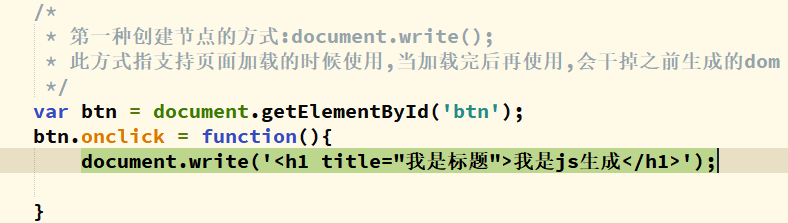 /*
* 第一种创建节点的方式:document.write();
* 此方式指支持页面加载的时候使用,当加载完后再使用,会干掉之前生成的dom
*/
var btn = document.getElementById('btn');
btn.onclick = function(){
document.write('<h1 title="我是标题">我是js生成</h1>');
}